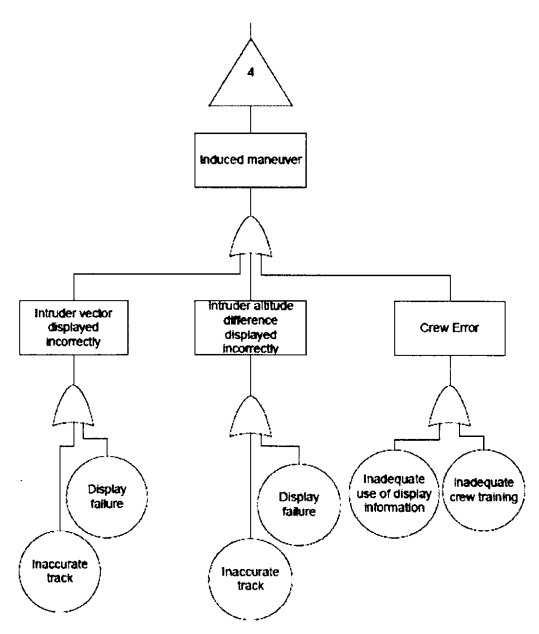 4
Induced maneuver
Intruder vector
displayed
incorrectly
Intruder altitude
difference
displayed
incorrectly
Crew Error
Display
failure
Inaccurate
track
Display
failure
Inaccurate
track
Inadequate
use of display
information
Inadequate
crew training